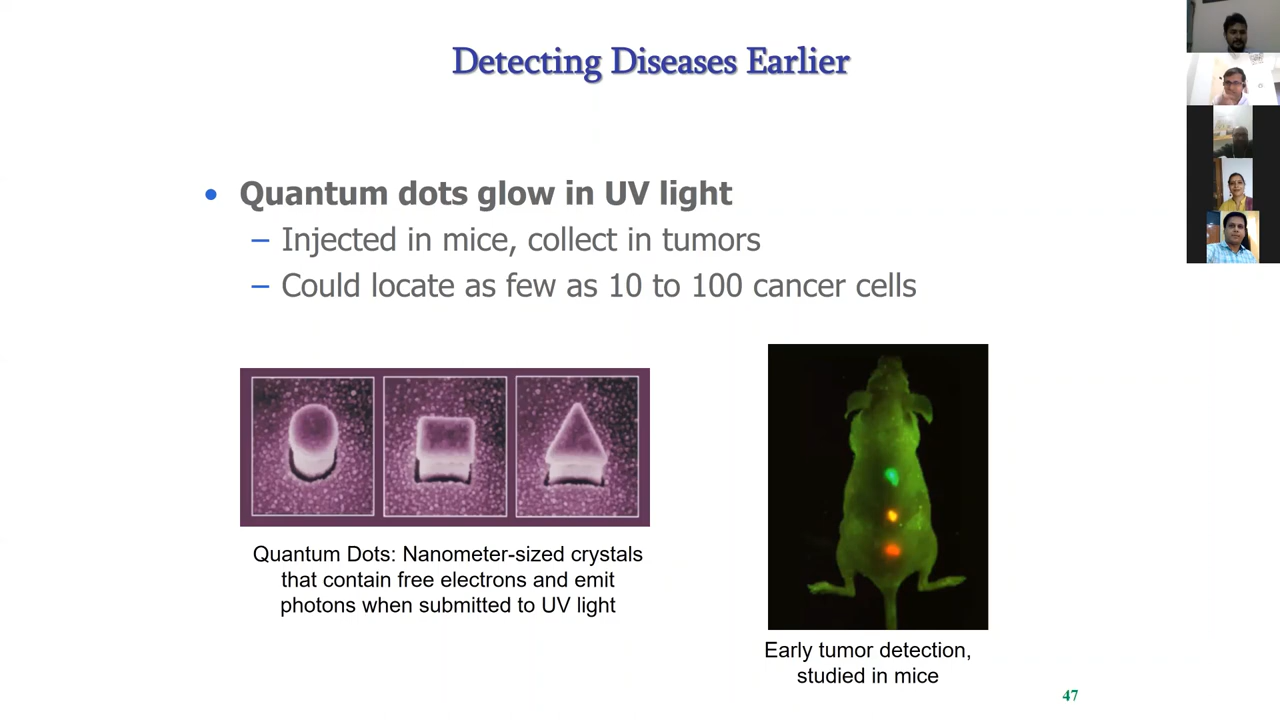 Detecting Diseases Earlier
• Quantum dots glow in UV light
– Injected in mice, collect in tumors
– Could locate as few as 10 to 100 cancer cells
Quantum Dots: Nanometer-sized crystals
that contain free electrons and emit
photons when submitted to UV light
Early tumor detection,
studied in mice
47